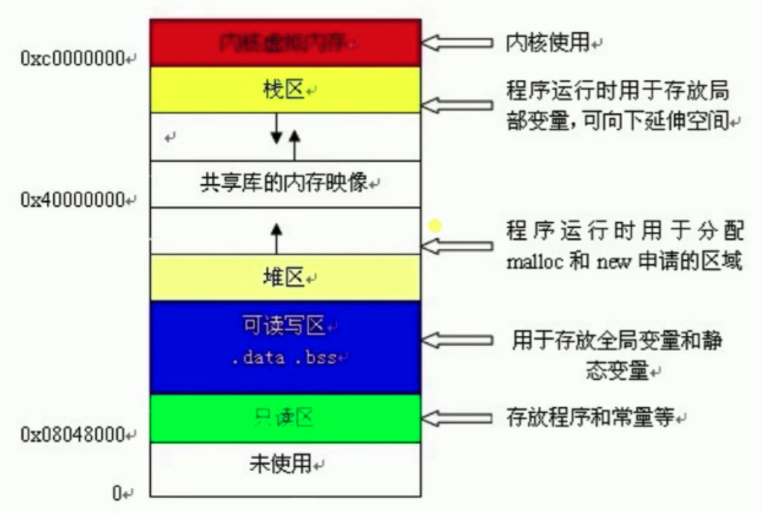 内核虚拟内存
0xc0000000
内核使用
栈区
程序运行时用于存放局
部变量，可向下延伸空间
共享库的内存映像
0x40000000
程序运行时用于分配
malloc 和 new 申请的区域
堆区
可读写区
.data .bss
用于存放全局变量和静
态变量
只读区
存放程序和常量等
0x08048000
未使用
0